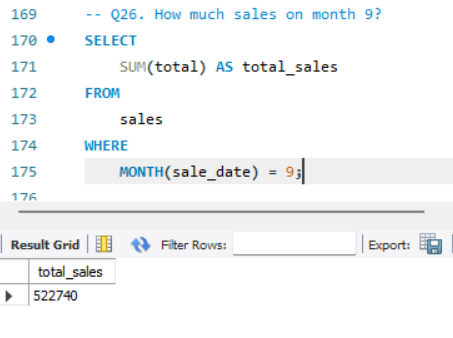 169 -- Q26. How much sales on month 9?
170 SELECT
171 SUM(total) AS total_sales
172 FROM
173 sales
174 WHERE
175 MONTH(sale_date) = 9;
176
Result Grid Filter Rows: Export:
total_sales
522740